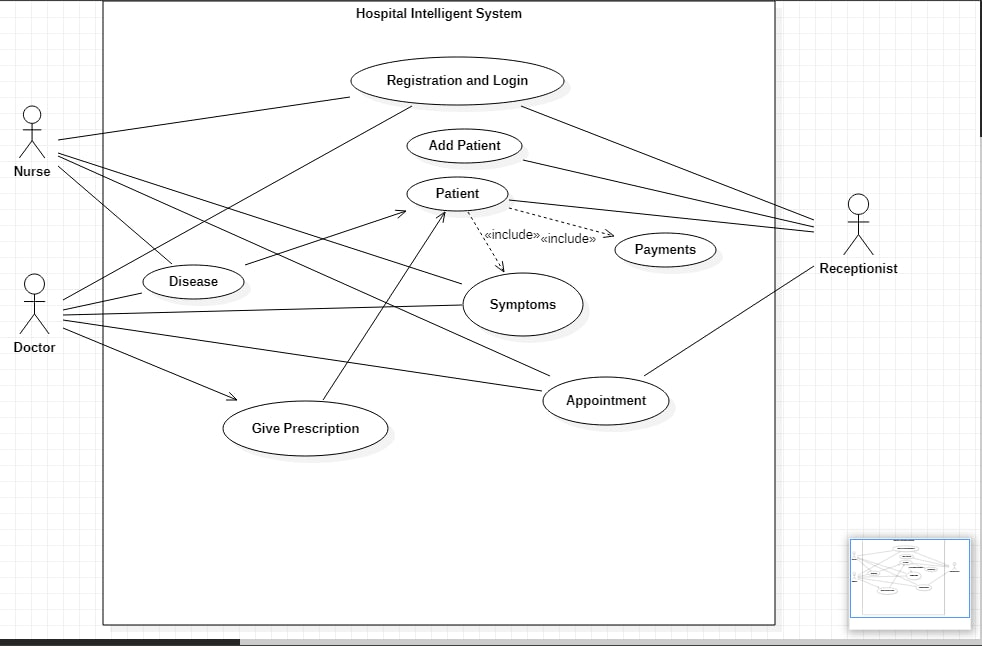 Hospital Intelligent System
Registration and Login
Add Patient
Nurse
Patient
«include»
«include»
Payments
Receptionist
Disease
Symptoms
Doctor
Appointment
Give Prescription